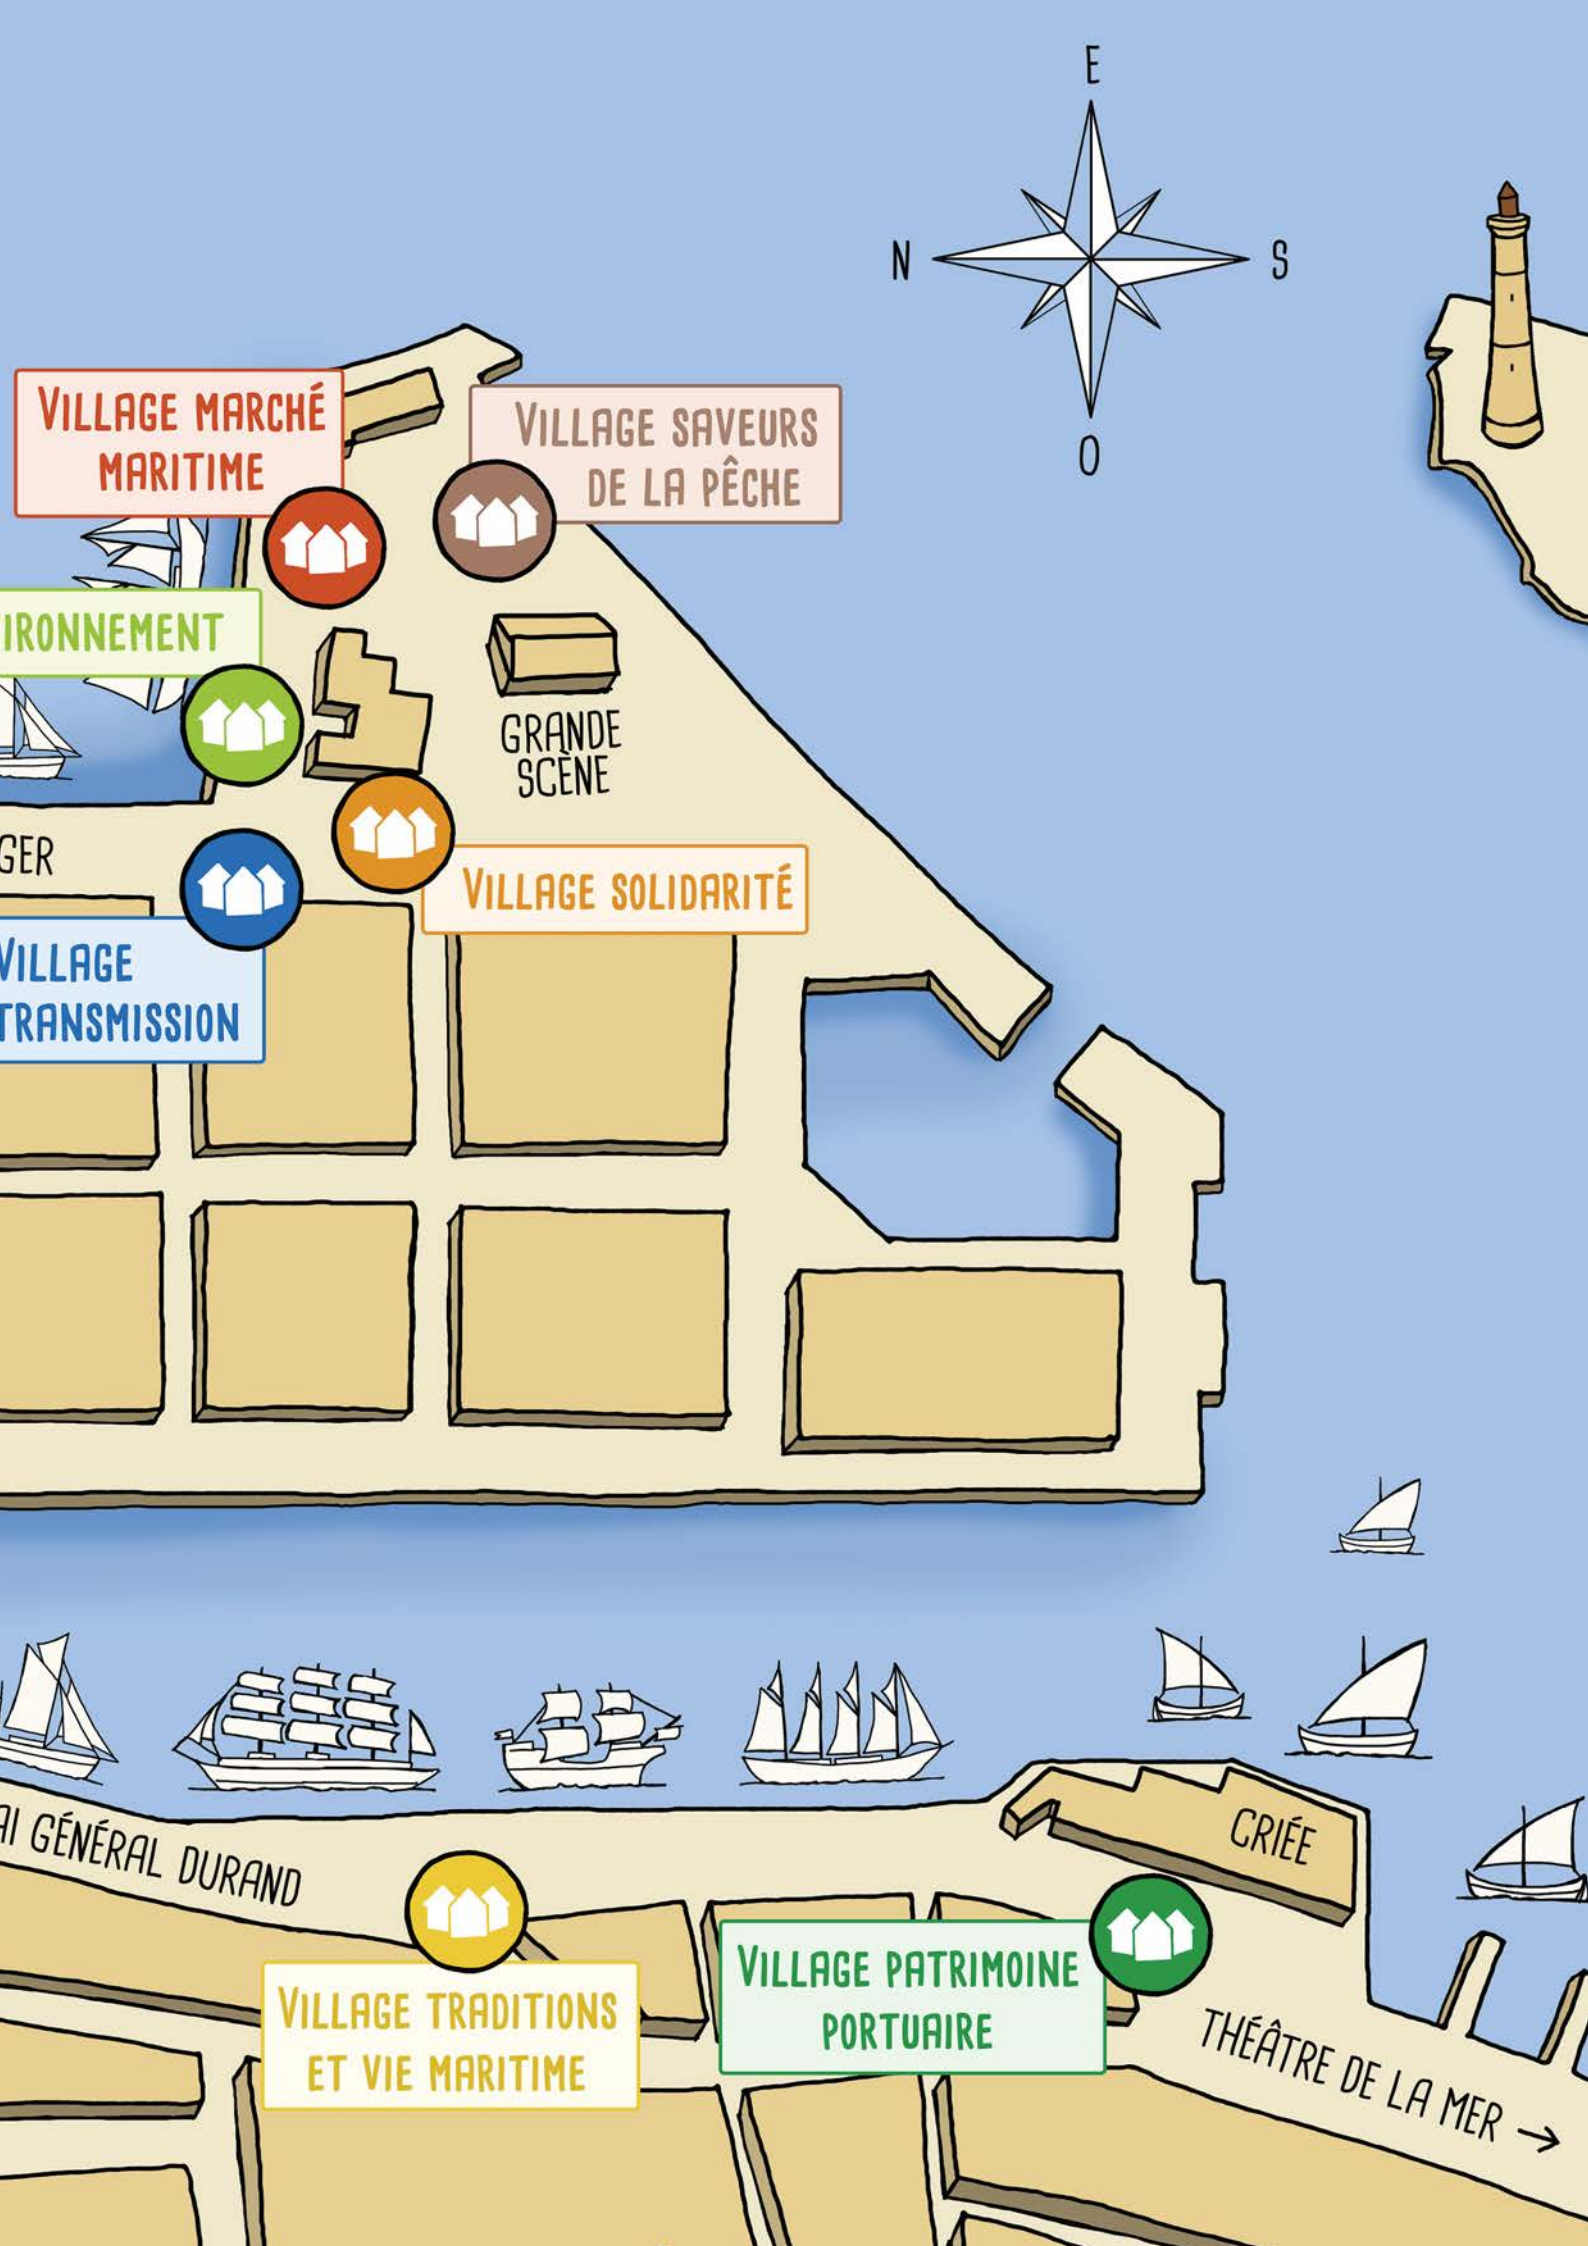 E
N
S
O
VILLAGE MARCHÉ
MARITIME
VILLAGE SAVEURS
DE LA PÊCHE
IRONNEMENT
GRANDE
SCÈNE
GER
VILLAGE SOLIDARITÉ
VILLAGE
TRANSMISSION
CRIÉE
AI GÉNÉRAL DURAND
VILLAGE PATRIMOINE
PORTUAIRE
VILLAGE TRADITIONS
ET VIE MARITIME
THÉÂTRE DE LA MER →